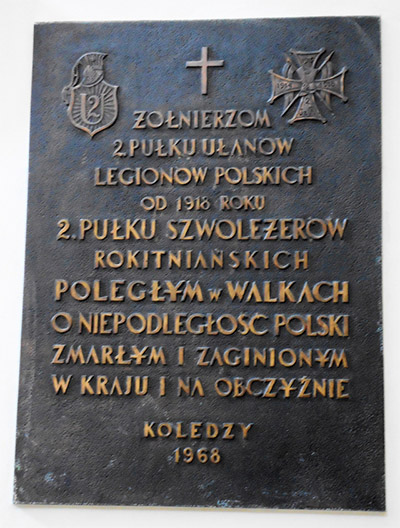 ŻOŁNIERZOM
2. PUŁKU UŁANÓW
LEGIONÓW POLSKICH
OD 1918 ROKU
2. PUŁKU SZWOLEŻERÓW
ROKITNIAŃSKICH
POLEGŁYM W WALKACH
O NIEPODLEGŁOŚĆ POLSKI
ZMARŁYM I ZAGINIONYM
W KRAJU I NA OBCZYŹNIE
KOLEDZY
1968